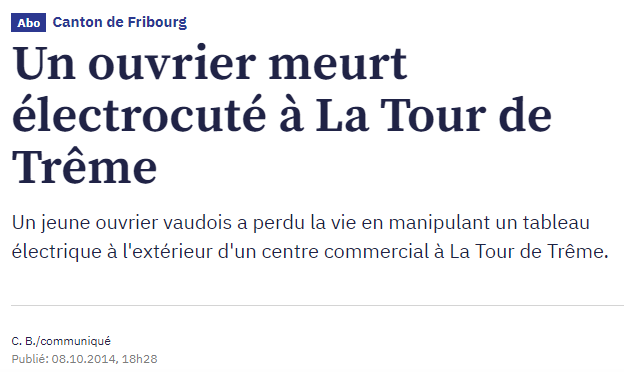 Abo Canton de Fribourg
Un ouvrier meurt
électrocuté à La Tour de
Trême
Un jeune ouvrier vaudois a perdu la vie en manipulant un tableau
électrique à l'extérieur d'un centre commercial à La Tour de Trême.
C. B./communiqué
Publié: 08.10.2014, 18h28